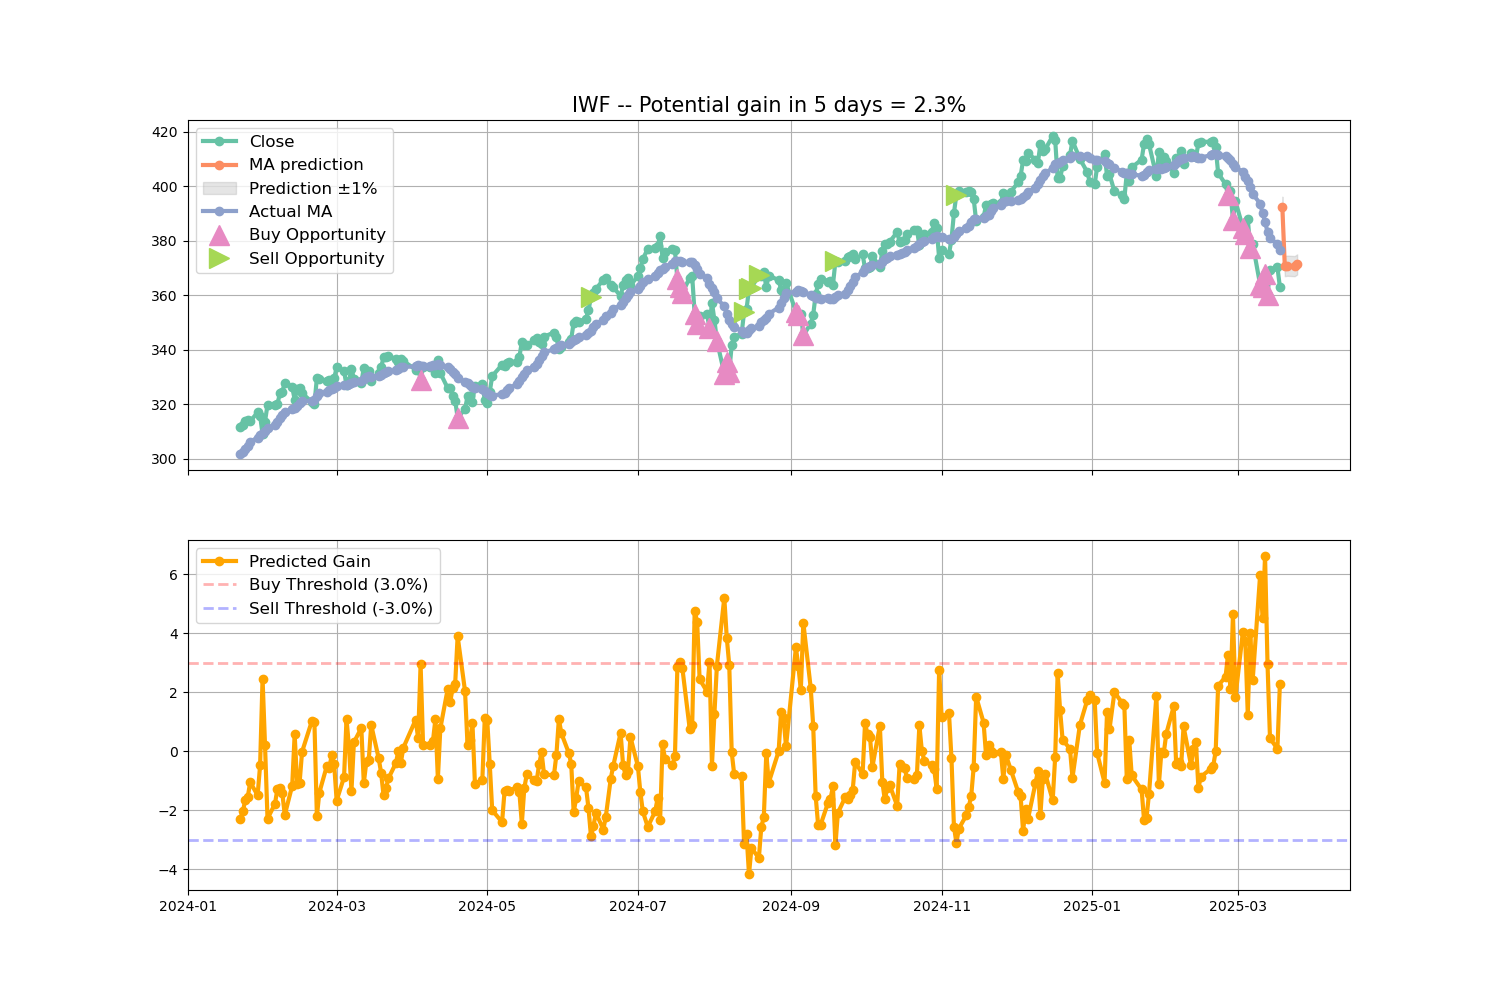 IWF -- Potential gain in 5 days = 2.3%
420
400
380
360
340
320
300
Close
MA prediction
Prediction ±1%
Actual MA
Buy Opportunity
Sell Opportunity
6
4
2
0
−2
−4
Predicted Gain
Buy Threshold (3.0%)
Sell Threshold (-3.0%)
2024-01
2024-03
2024-05
2024-07
2024-09
2024-11
2025-01
2025-03